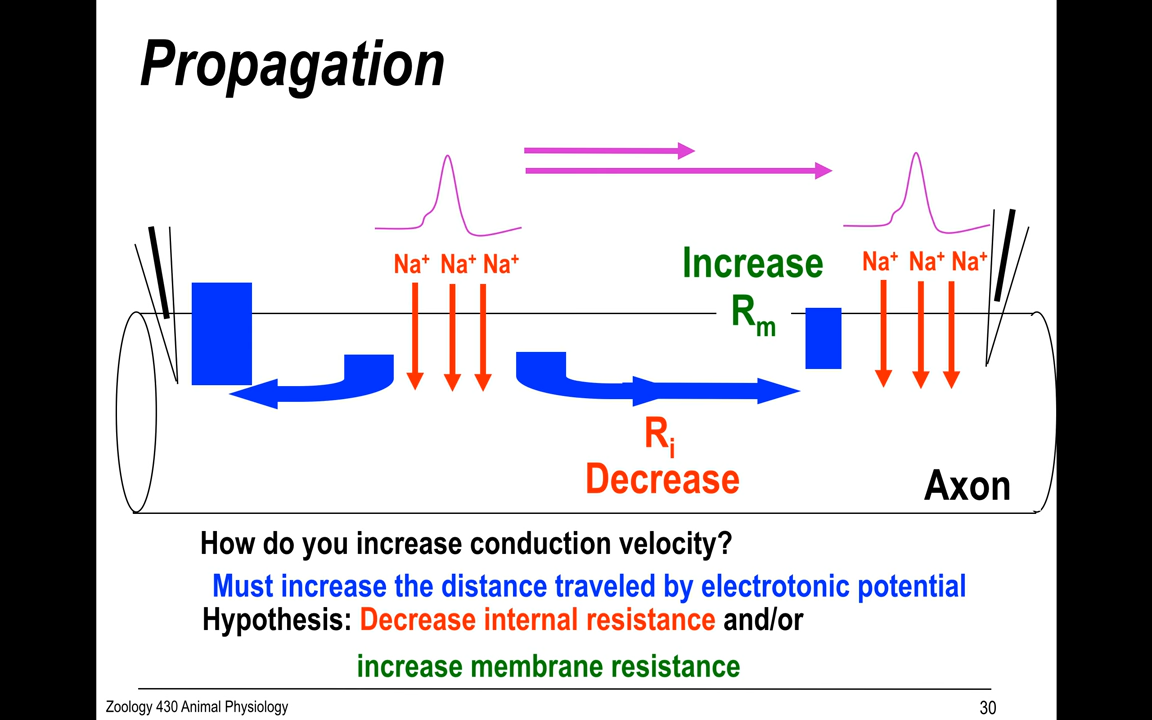 Propagation
Na+ Na+ Na+
Increase
Rm
Na+ Na+ Na+
Ri
Decrease
Axon
How do you increase conduction velocity?
Must increase the distance traveled by electrotonic potential
Hypothesis: Decrease internal resistance and/or
increase membrane resistance
Zoology 430 Animal Physiology
30